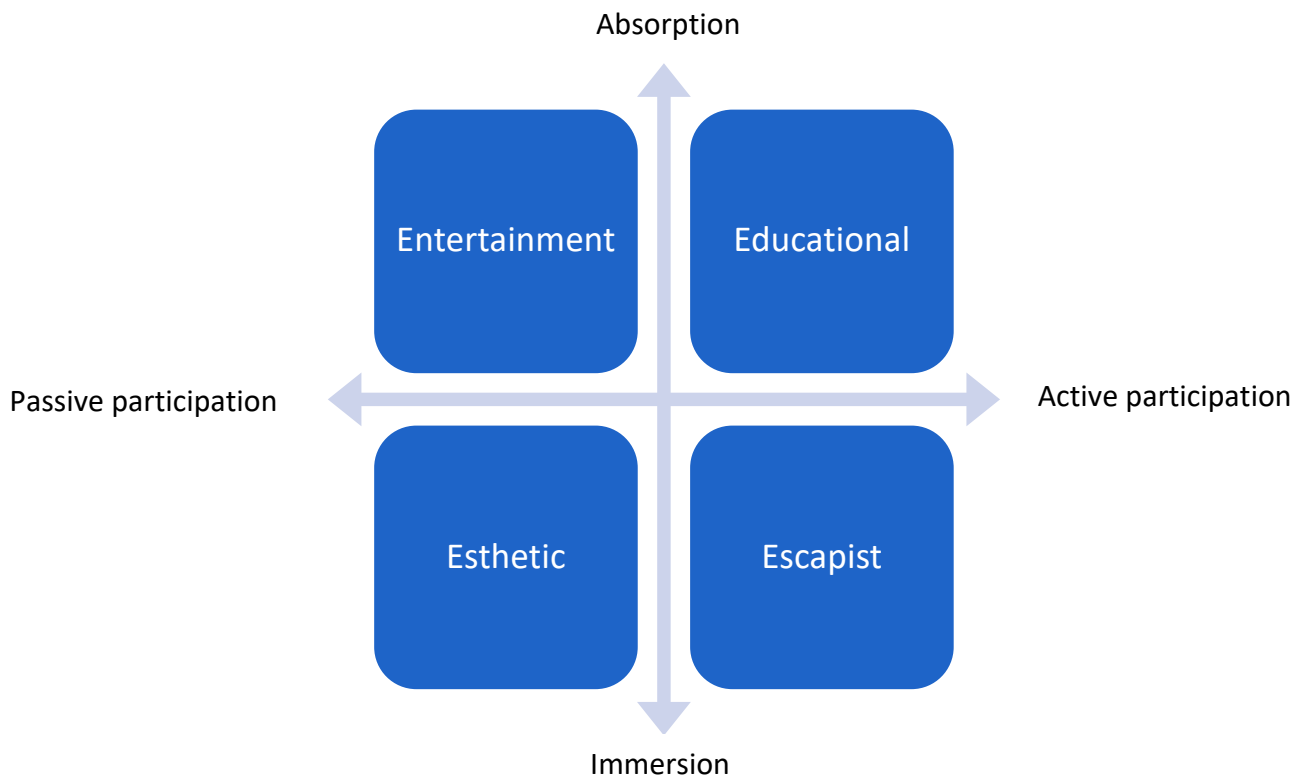 Absorption
Entertainment
Educational
Passive participation
Active participation
Esthetic
Escapist
Immersion